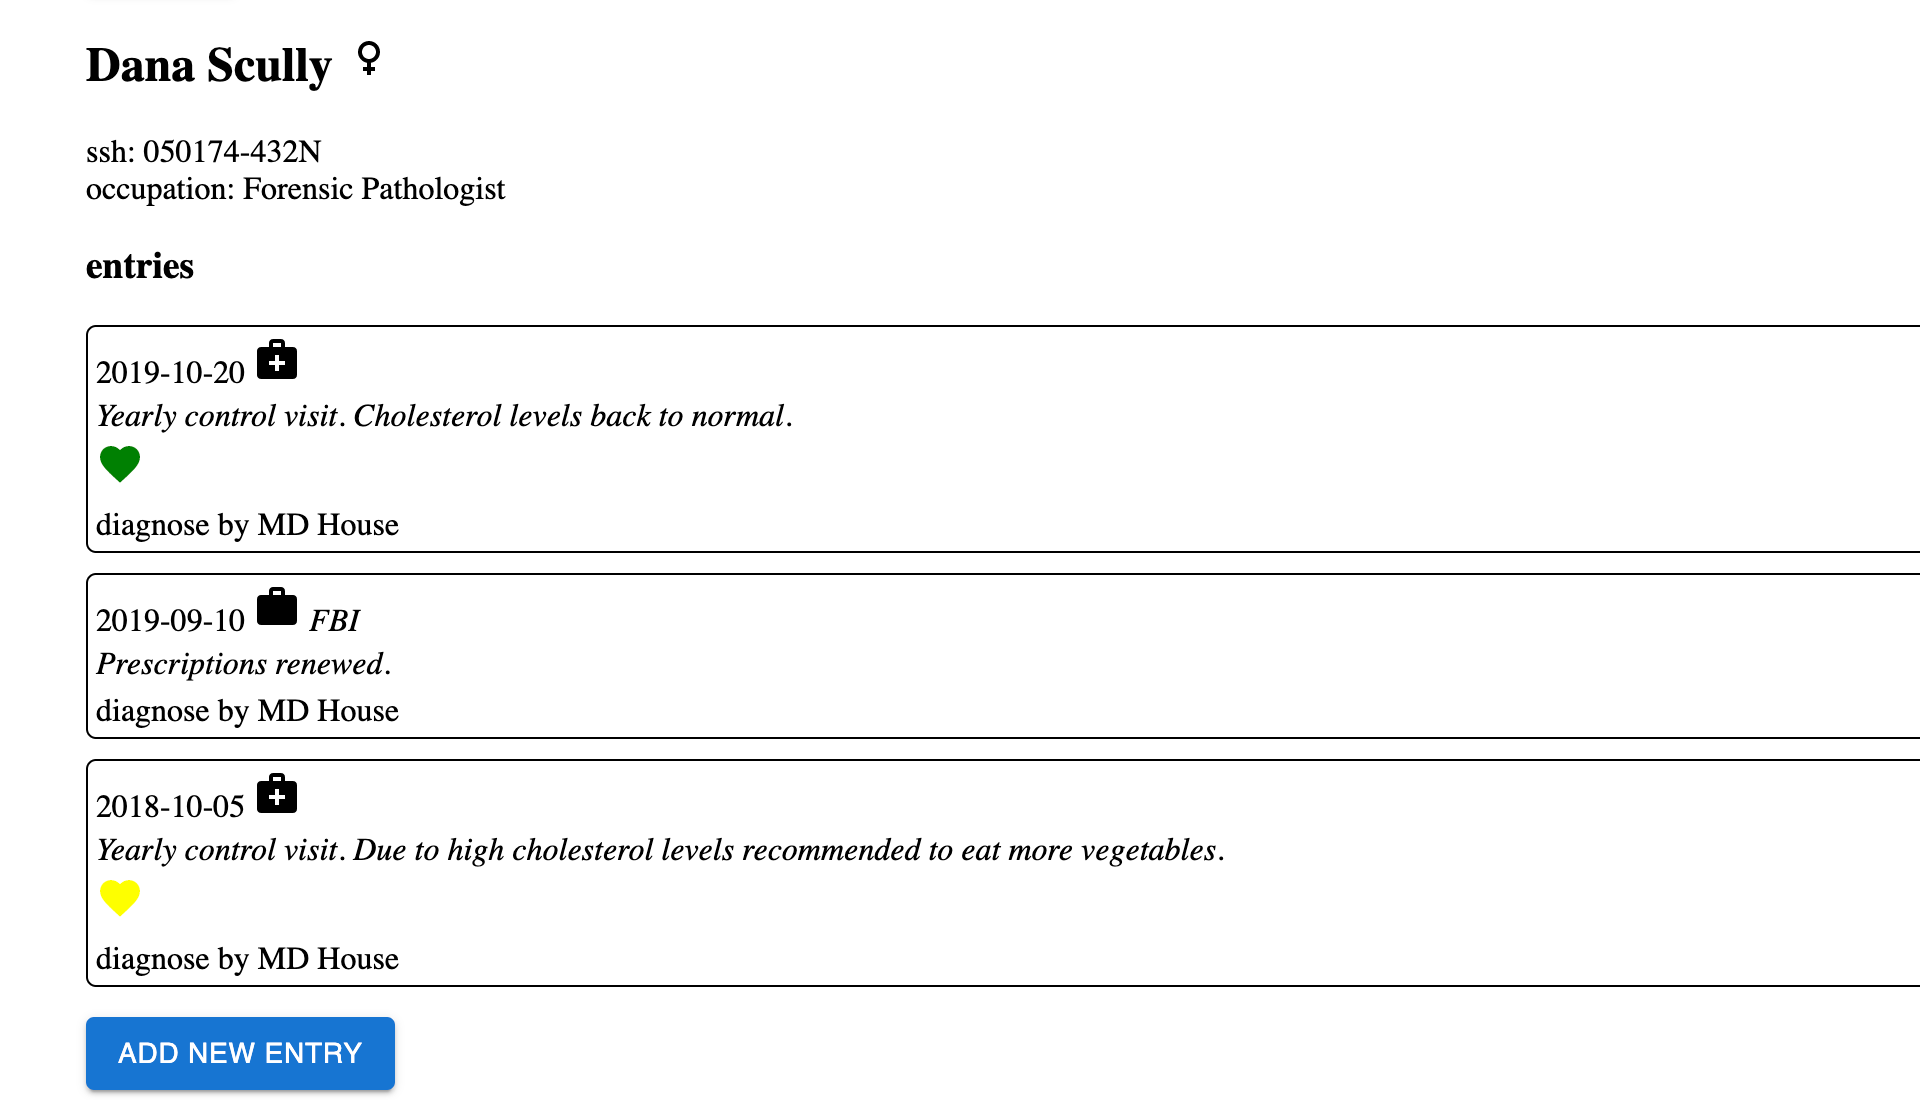 Dana Scully
ssh: 050174-432N
occupation: Forensic Pathologist
entries
2019-10-20
Yearly control visit. Cholesterol levels back to normal.
diagnose by MD House
2019-09-10 FBI
Prescriptions renewed.
diagnose by MD House
2018-10-05
Yearly control visit. Due to high cholesterol levels recommended to eat more vegetables.
diagnose by MD House
ADD NEW ENTRY